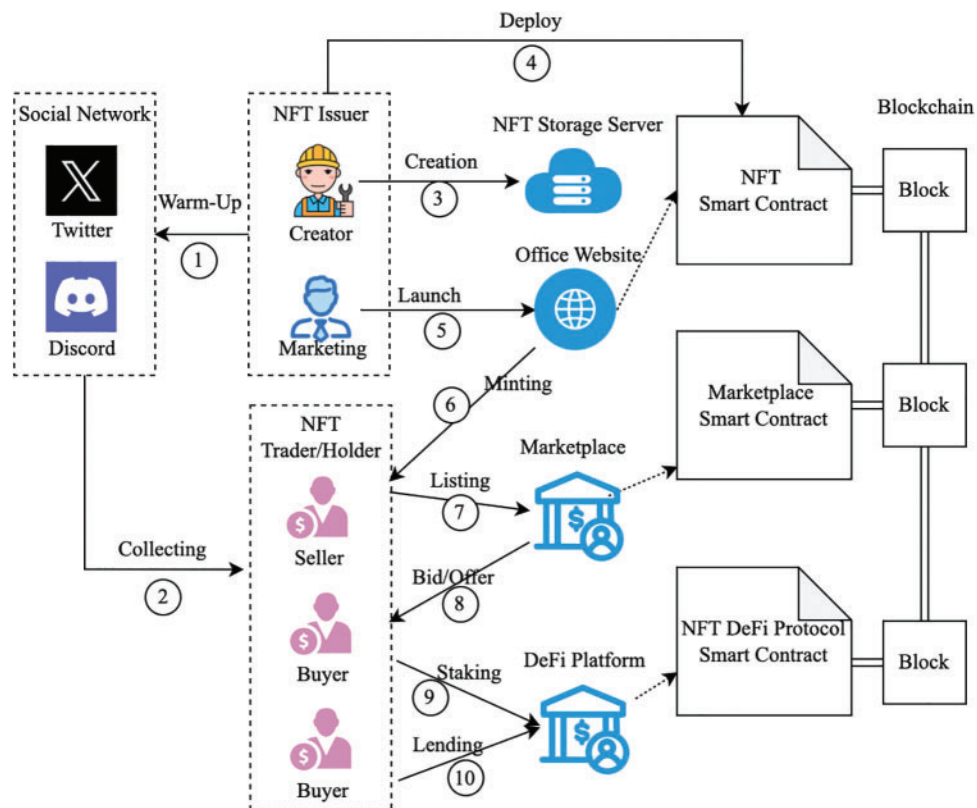 Deploy
4
Social Network
Twitter
Discord
Warm-Up
1
NFT Issuer
Creator
Marketing
Creation
3
NFT Storage Server
Office Website
Launch
5
NFT
Smart Contract
Blockchain
Block
Minting
6
NFT
Trader/Holder
Seller
Buyer
Buyer
Collecting
2
Listing
7
Marketplace
$
Marketplace
Smart Contract
Block
Bid/Offer
8
Staking
9
Lending
10
DeFi Platform
$
NFT DeFi Protocol
Smart Contract
Block
$
$
$